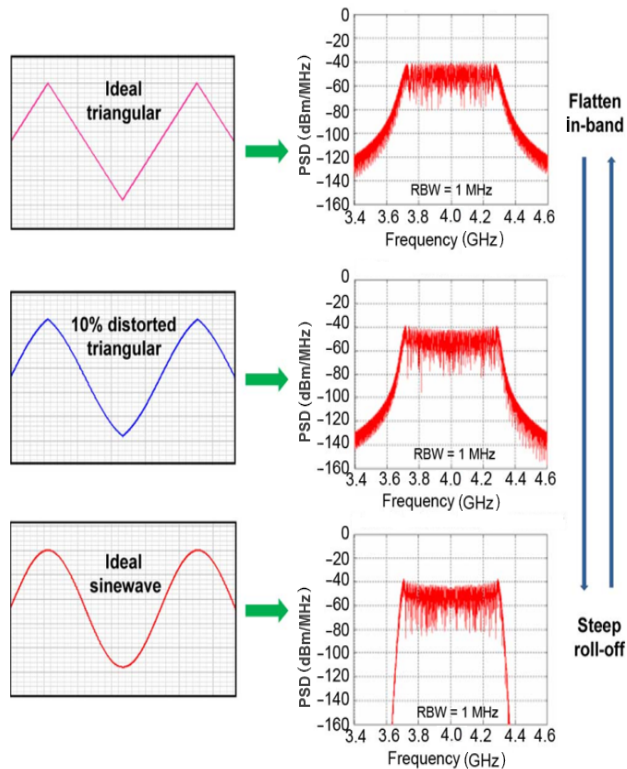 Ideal
triangular
PSD (dBm/MHz)
0
−20
−40
−60
−80
−100
−120
−140
−160
RBW = 1 MHz
3.4 3.6 3.8 4.0 4.2 4.4 4.6
Frequency (GHz)
Flatten
in-band
10% distorted
triangular
PSD (dBm/MHz)
0
−20
−40
−60
−80
−100
−120
−140
−160
RBW = 1 MHz
3.4 3.6 3.8 4.0 4.2 4.4 4.6
Frequency (GHz)
Ideal
sinewave
PSD (dBm/MHz)
0
−20
−40
−60
−80
−100
−120
−140
−160
RBW = 1 MHz
3.4 3.6 3.8 4.0 4.2 4.4 4.6
Frequency (GHz)
Steep
roll-off